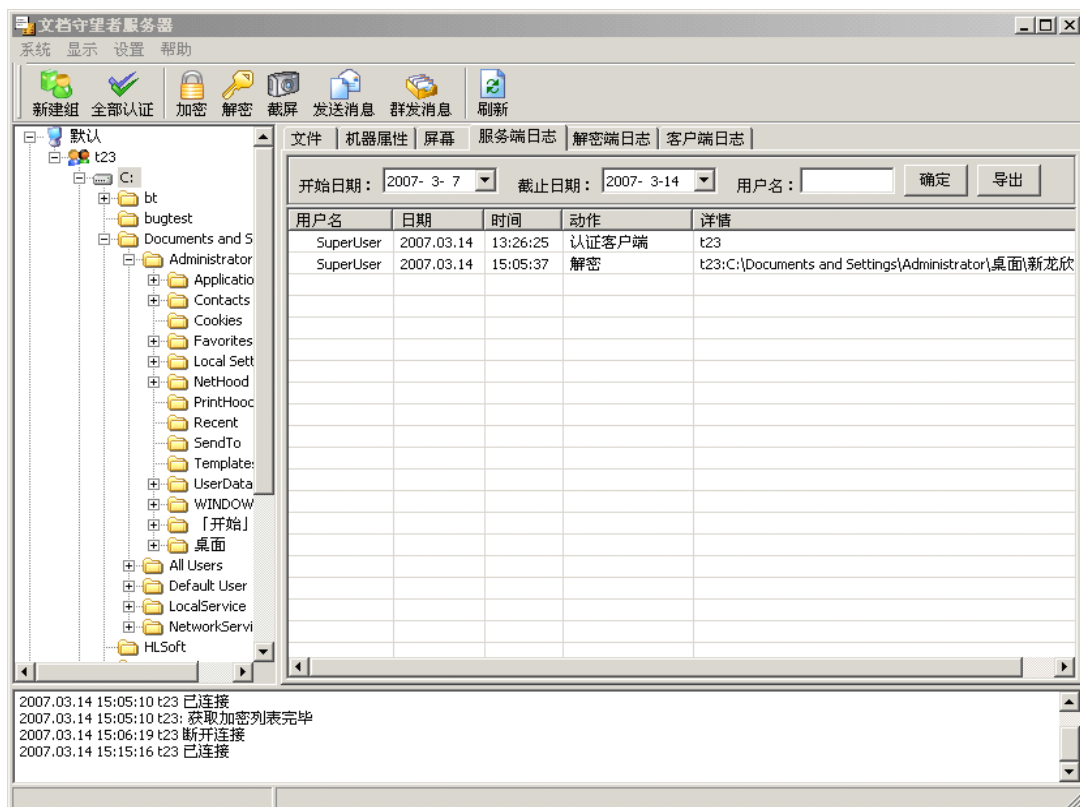 文档守望者服务器
系统 显示 设置 帮助
新建组 全部认证 加密 解密 截屏 发送消息 群发消息 刷新
文件 机器属性 屏幕 服务端日志 解密端日志 客户端日志
开始日期： 2007- 3- 7 截止日期： 2007- 3-14 用户名： 确定 导出
用户名 日期 时间 动作 详情
SuperUser 2007.03.14 13:26:25 认证客户端 t23
SuperUser 2007.03.14 15:05:37 解密 t23:C:\Documents and Settings\Administrator\桌面\新龙欣
默认
t23
C:
bt
bugtest
Documents and S
Administrator
Applicatio
Contacts
Cookies
Favorites
Local Sett
NetHood
PrintHooc
Recent
SendTo
Templates
UserData
WINDOW
「开始」
桌面
All Users
Default User
LocalService
NetworkServi
HLSoft
2007.03.14 15:05:10 t23 已连接
2007.03.14 15:05:10 t23: 获取加密列表完毕
2007.03.14 15:06:19 t23 断开连接
2007.03.14 15:15:16 t23 已连接